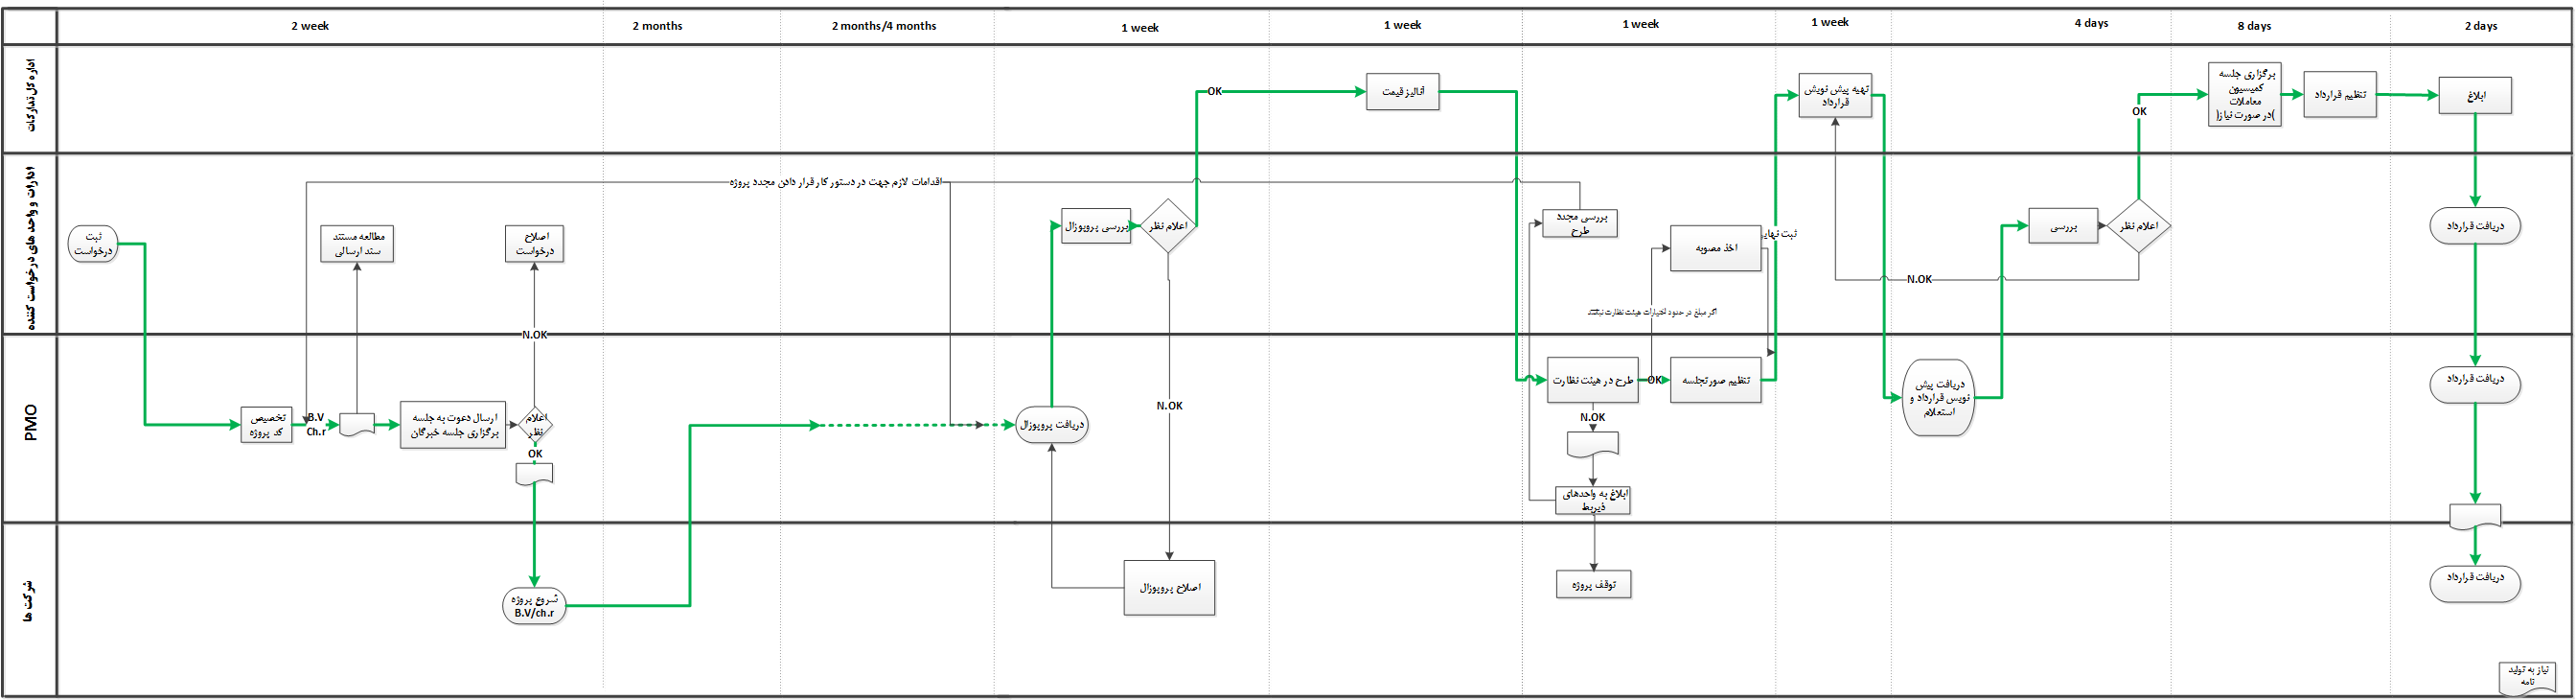 2 week
2 months
2 months/4 months
1 week
1 week
1 week
1 week
4 days
8 days
2 days
اداره کل تدارکات
OK
آنالیز قیمت
تهیه پیش نویش
قرارداد
OK
برگزاری جلسه
کمیسیون
معاملات
)در صورت نیاز(
تنظیم قرارداد
ابلاغ
ادارات و واحد های درخواست کننده
ثبت
درخواست
مطالعه مستند
سند ارسالی
اصلاح
درخواست
N.OK
اقدامات لازم جهت در دستور کار قرار دادن مجدد پروژه
بررسی پروپوزال
اعلام نظر
بررسی مجدد
طرح
اخذ مصوبه
ثبت نهایی
اگر مبلغ در حدود اختیارات هیئت نظارت نباشد
N.OK
بررسی
اعلام نظر
دریافت قرارداد
PMO
تخصیص
کد پروژه
B.V
Ch.r
ارسال دعوت به جلسه
برگزاری جلسه خبرگان
اعلام
نظر
OK
دریافت پروپوزال
N.OK
طرح در هیئت نظارت
OK
تنظیم صورتجلسه
N.OK
ابلاغ به واحدهای
ذیربط
دریافت پیش
نویس قرارداد و
استعلام
دریافت قرارداد
شرکت ها
شروع پروژه
B.V/ch.r
اصلاح پروپوزال
توقف پروژه
دریافت قرارداد
نیاز به تولید
نامه